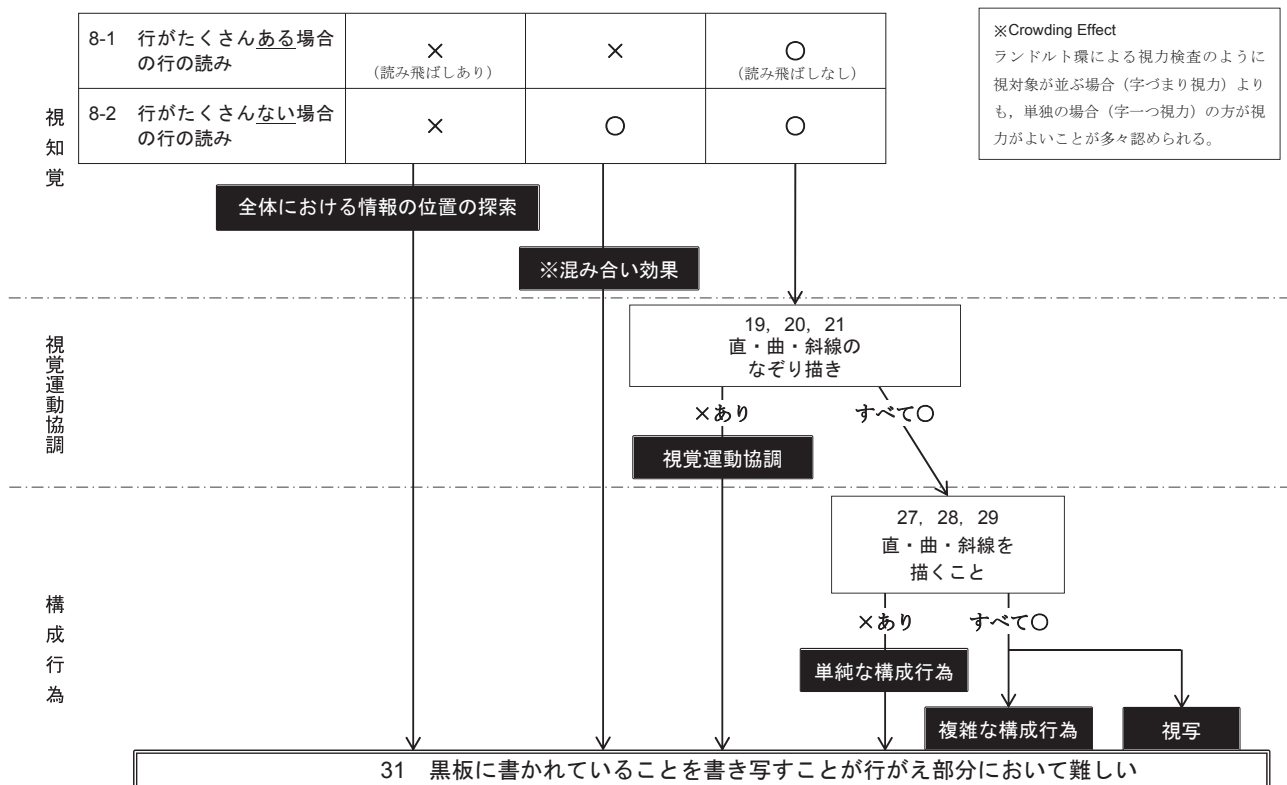 8-1 行がたくさんある場合
の行の読み
×
(読み飛ばしあり)
×
○
(読み飛ばしなし)
8-2 行がたくさんない場合
の行の読み
×
○
○
※Crowding Effect
ランドルト環による視力検査のように
視対象が並ぶ場合（字づまり視力）より
も，単独の場合（字一つ視力）の方が視
力がよいことが多々認められる。
視知覚
全体における情報の位置の探索
※混み合い効果
視覚運動協調
19，20，21
直・曲・斜線の
なぞり描き
×あり
すべて○
視覚運動協調
構成行為
27，28，29
直・曲・斜線を
描くこと
×あり
すべて○
単純な構成行為
複雑な構成行為
視写
31 黒板に書かれていることを書き写すことが行がえ部分において難しい